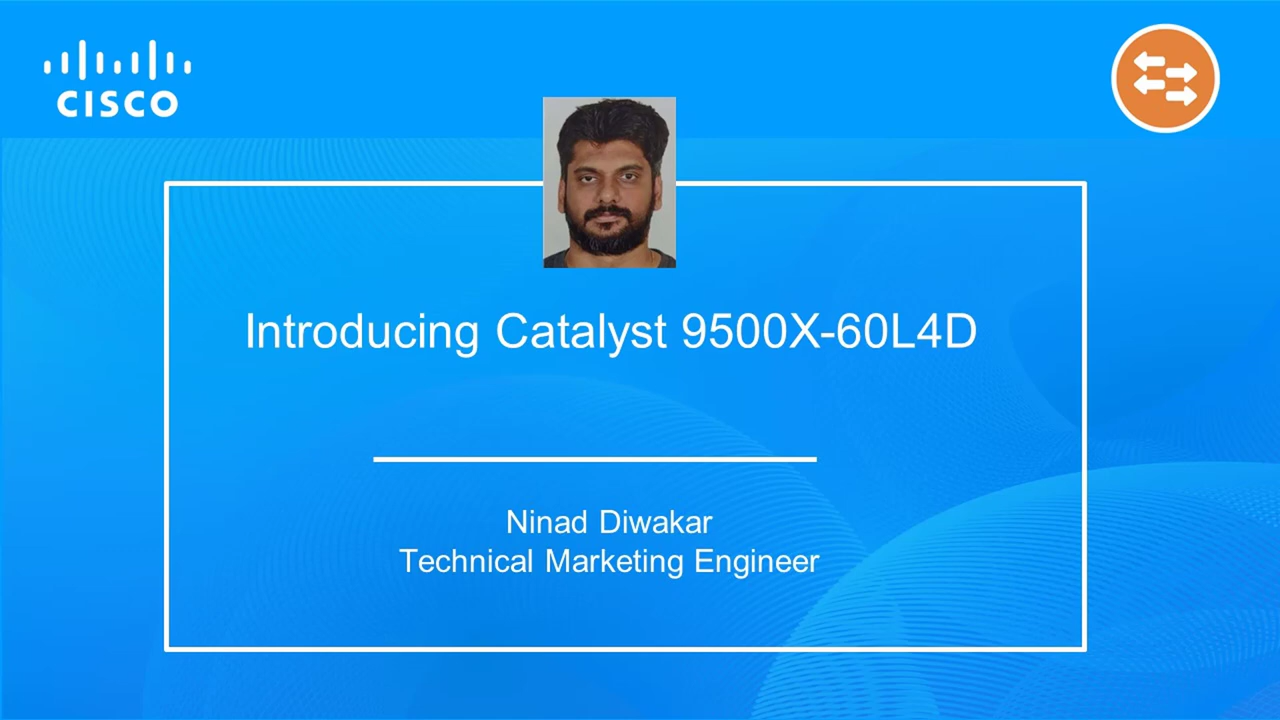 CISCO
Introducing Catalyst 9500X-60L4D
Ninad Diwakar
Technical Marketing Engineer